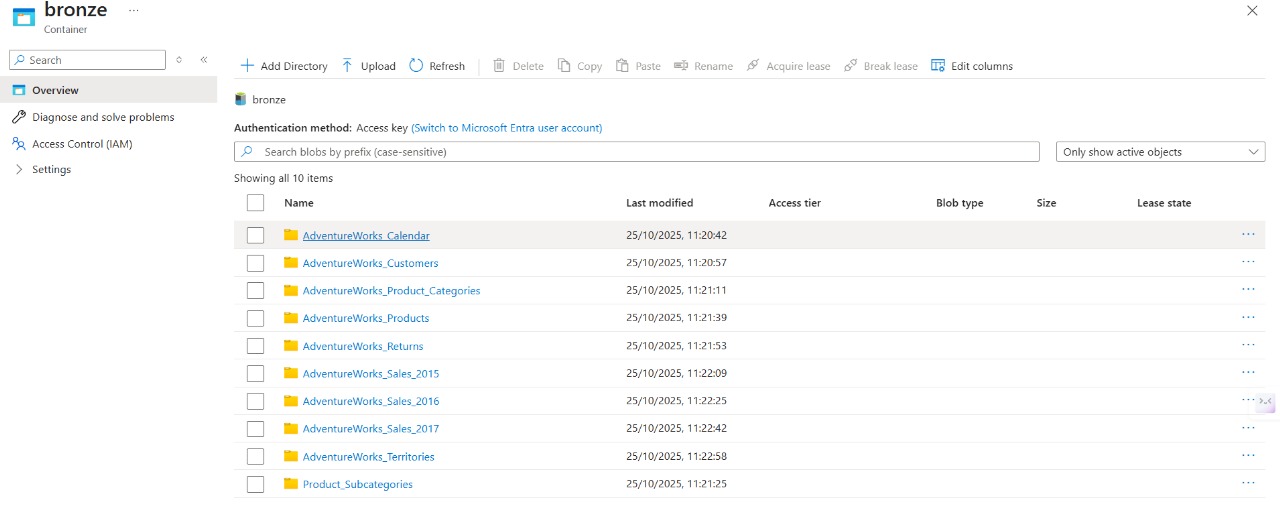 bronze ...
Container
Search
Overview
Diagnose and solve problems
Access Control (IAM)
Settings
Add Directory Upload Refresh Delete Copy Paste Rename Acquire lease Break lease Edit columns
bronze
Authentication method: Access key (Switch to Microsoft Entra user account)
Search blobs by prefix (case-sensitive) Only show active objects
Showing all 10 items
Name Last modified Access tier Blob type Size Lease state
AdventureWorks_Calendar 25/10/2025, 11:20:42 ...
AdventureWorks_Customers 25/10/2025, 11:20:57 ...
AdventureWorks_Product_Categories 25/10/2025, 11:21:11 ...
AdventureWorks_Products 25/10/2025, 11:21:39 ...
AdventureWorks_Returns 25/10/2025, 11:21:53 ...
AdventureWorks_Sales_2015 25/10/2025, 11:22:09 ...
AdventureWorks_Sales_2016 25/10/2025, 11:22:25 ...
AdventureWorks_Sales_2017 25/10/2025, 11:22:42 ...
AdventureWorks_Territories 25/10/2025, 11:22:58 ...
Product_Subcategories 25/10/2025, 11:21:25 ...